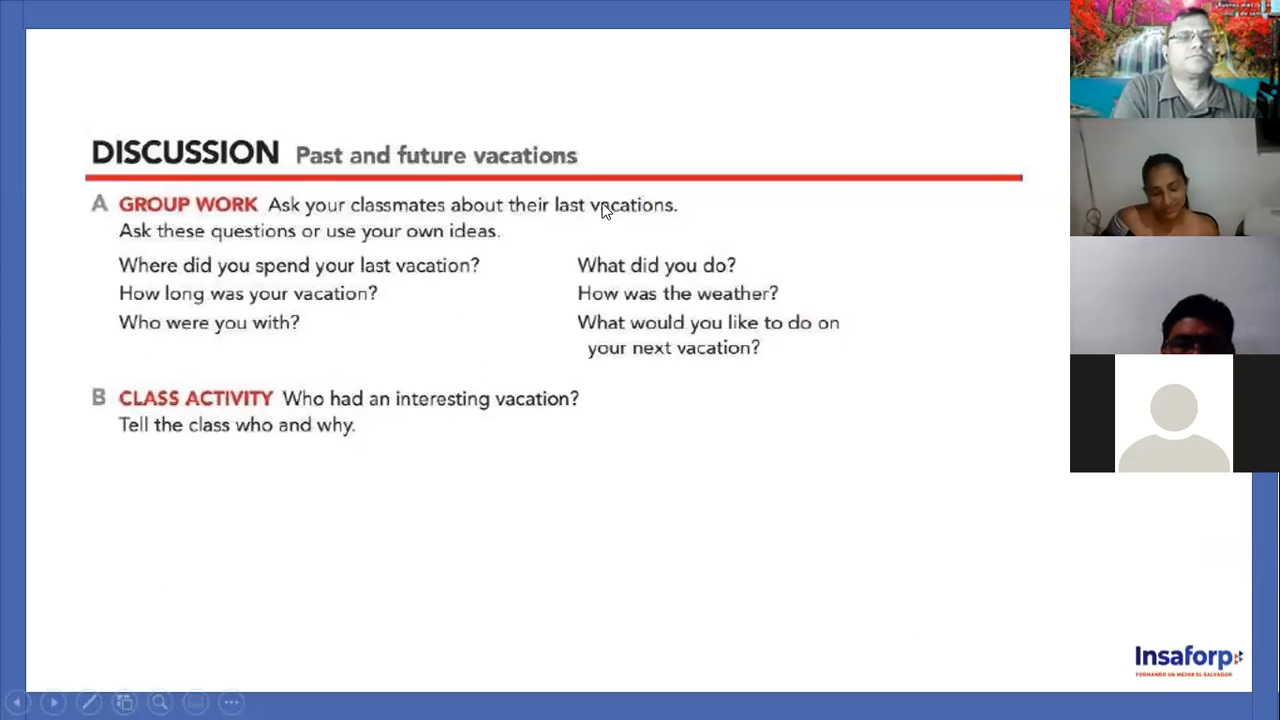 DISCUSSION Past and future vacations
A GROUP WORK Ask your classmates about their last vacations.
Ask these questions or use your own ideas.
Where did you spend your last vacation?
How long was your vacation?
Who were you with?
What did you do?
How was the weather?
What would you like to do on
your next vacation?
B CLASS ACTIVITY Who had an interesting vacation?
Tell the class who and why.
Insaforp
FORMANDO UN MEJOR EL SALVADOR